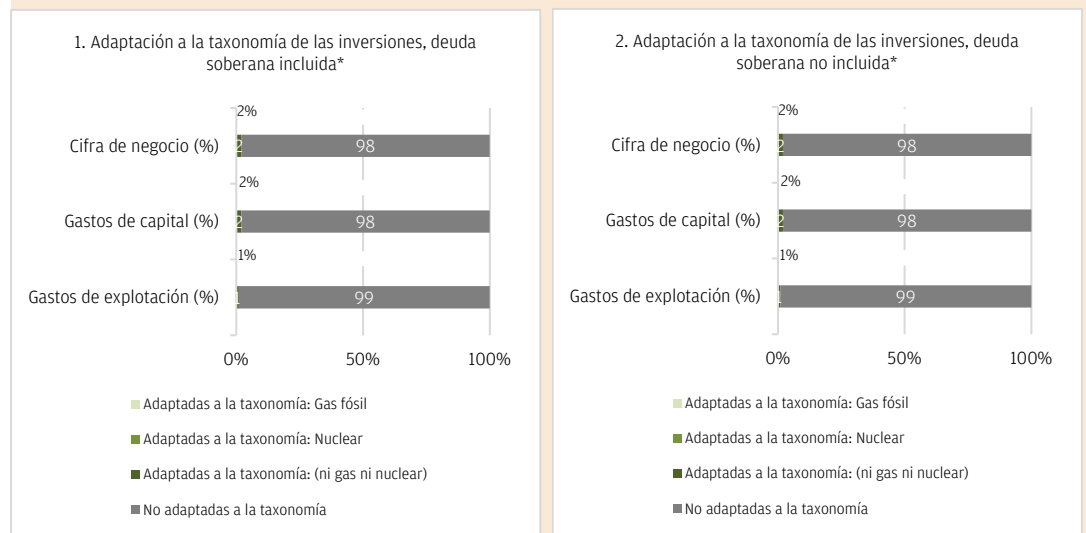 1. Adaptación a la taxonomía de las inversiones, deuda
soberana incluida*
2%
Cifra de negocio (%)
2 98
2%
Gastos de capital (%)
2 98
1%
Gastos de explotación (%)
1 99
0% 50% 100%
Adaptadas a la taxonomía: Gas fósil
Adaptadas a la taxonomía: Nuclear
Adaptadas a la taxonomía: (ni gas ni nuclear)
No adaptadas a la taxonomía
2. Adaptación a la taxonomía de las inversiones, deuda
soberana no incluida*
2%
Cifra de negocio (%)
2 98
2%
Gastos de capital (%)
2 98
1%
Gastos de explotación (%)
1 99
0% 50% 100%
Adaptadas a la taxonomía: Gas fósil
Adaptadas a la taxonomía: Nuclear
Adaptadas a la taxonomía: (ni gas ni nuclear)
No adaptadas a la taxonomía